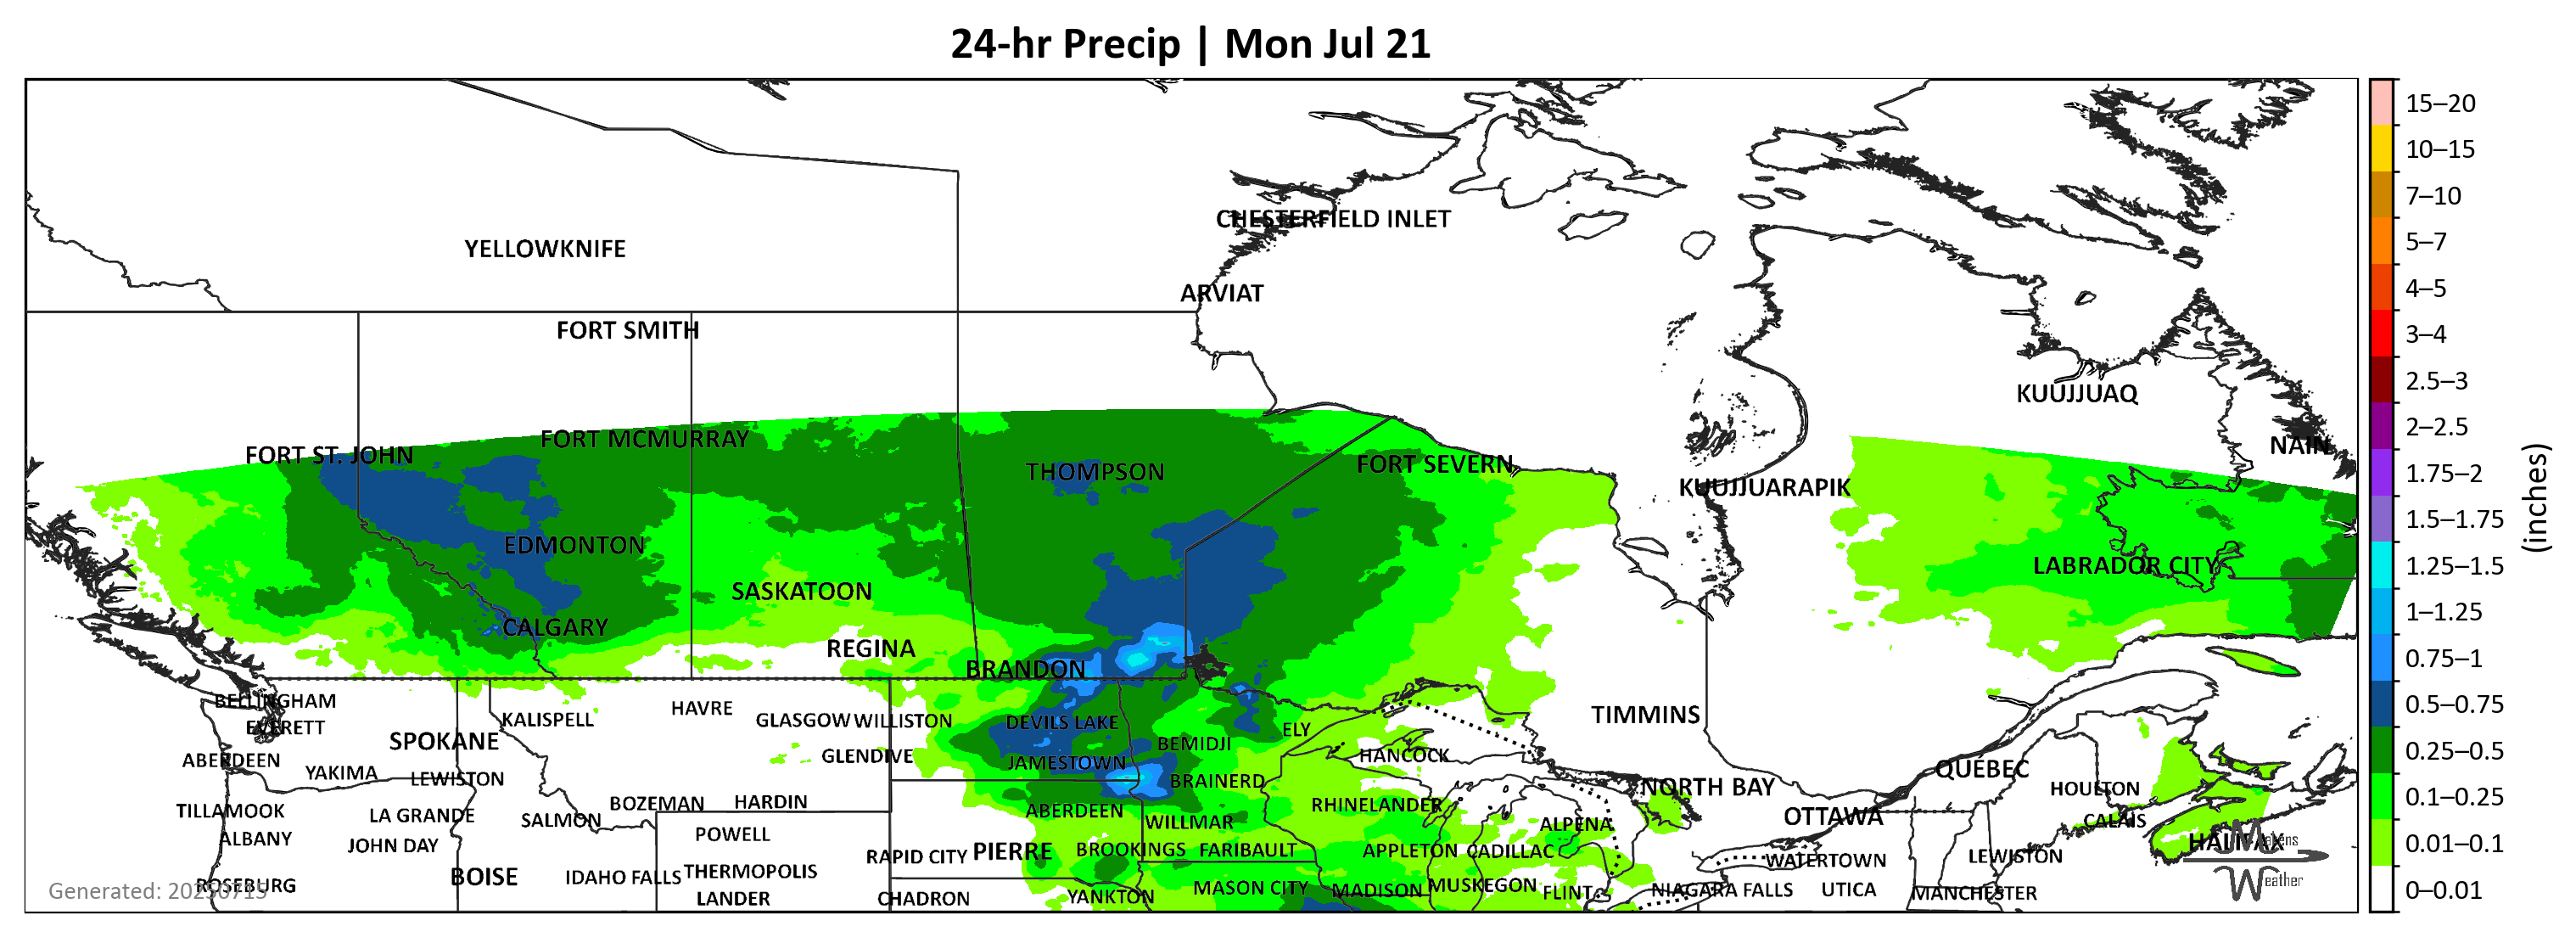 24-hr Precip | Mon Jul 21
15–20
10–15
CHESTERFIELD INLET
7–10
YELLOWKNIFE
5–7
ARVIAT
4–5
FORT SMITH
3–4
2.5–3
KUUJJUAQ
2–2.5
FORT MCMURRAY
NAIN
FORT ST. JOHN
THOMPSON
FORT SEVERN
1.75–2
KUUJJUARAPIK
(inches)
1.5–1.75
EDMONTON
LABRADOR CITY
1.25–1.5
SASKATOON
1–1.25
CALGARY
REGINA
0.75–1
BRANDON
BELLINGHAM
0.5–0.75
HAVRE
TIMMINS
KALISPELL
GLASGOW
WILLISTON
DEVILS LAKE
EVERETT
ELY
SPOKANE
BEMIDJI
0.25–0.5
ABERDEEN
GLENDIVE
JAMESTOWN
HANCOCK
QUÉBEC
YAKIMA
LEWISTON
BRAINERD
NORTH BAY
HOULTON
0.1–0.25
BOZEMAN
HARDIN
RHINELANDER
TILLAMOOK
LA GRANDE
SALMON
ABERDEEN
WILLMAR
ALPENA
OTTAWA
CALAIS
ALBANY
JOHN DAY
POWELL
HALIFAX
Matens
0.01–0.1
RAPID CITY
PIERRE
BROOKINGS
FARIBAULT
APPLETON
CADILLAC
WATERTOWN
LEWISTON
BOISE
IDAHO FALLS
THERMOPOLIS
Weather
Generated: 20250715
ROSEBURG
LANDER
CHADRON
YANKTON
MASON CITY
MADISON
MUSKEGON
FLINT
NIAGARA FALLS
UTICA
MANCHESTER
0–0.01